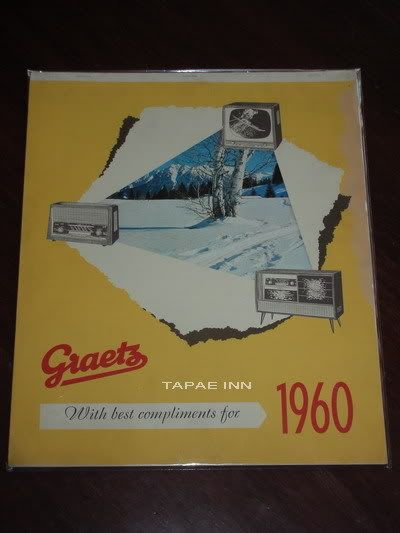 Graetz
TAPAE INN
With best compliments for
1960